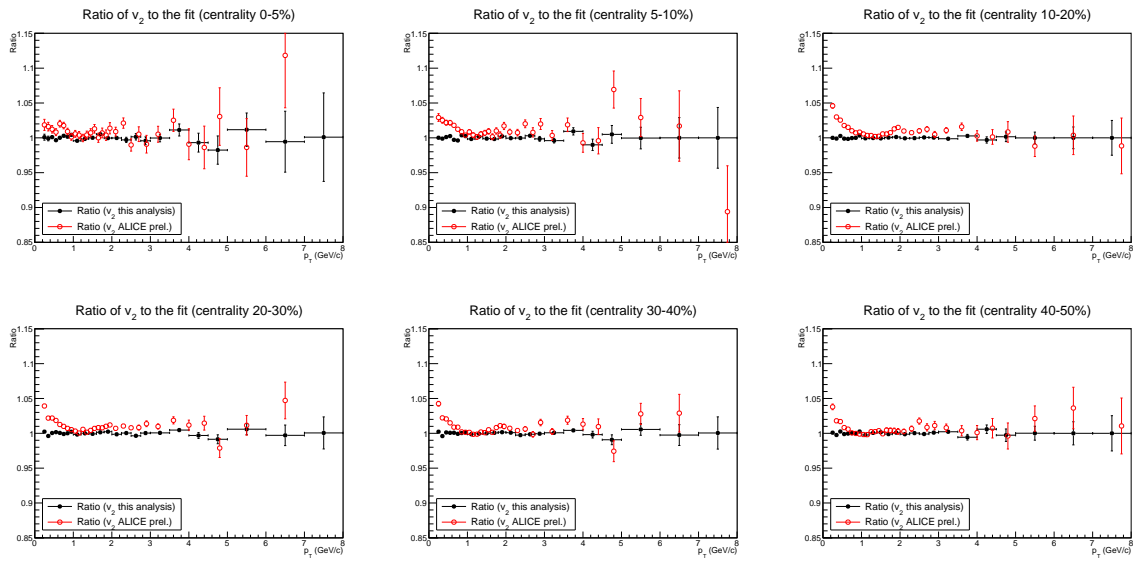 Ratio of v2 to the fit (centrality 0-5%)
Ratio
1.15
1.1
1.05
1
0.95
0.9
0.85
Ratio (v2 this analysis)
Ratio (v2 ALICE prel.)
0 1 2 3 4 5 6 7 8
pT (GeV/c)
Ratio of v2 to the fit (centrality 5-10%)
Ratio
1.15
1.1
1.05
1
0.95
0.9
0.85
Ratio (v2 this analysis)
Ratio (v2 ALICE prel.)
0 1 2 3 4 5 6 7 8
pT (GeV/c)
Ratio of v2 to the fit (centrality 10-20%)
Ratio
1.15
1.1
1.05
1
0.95
0.9
0.85
Ratio (v2 this analysis)
Ratio (v2 ALICE prel.)
0 1 2 3 4 5 6 7 8
pT (GeV/c)
Ratio of v2 to the fit (centrality 20-30%)
Ratio
1.15
1.1
1.05
1
0.95
0.9
0.85
Ratio (v2 this analysis)
Ratio (v2 ALICE prel.)
0 1 2 3 4 5 6 7 8
pT (GeV/c)
Ratio of v2 to the fit (centrality 30-40%)
Ratio
1.15
1.1
1.05
1
0.95
0.9
0.85
Ratio (v2 this analysis)
Ratio (v2 ALICE prel.)
0 1 2 3 4 5 6 7 8
pT (GeV/c)
Ratio of v2 to the fit (centrality 40-50%)
Ratio
1.15
1.1
1.05
1
0.95
0.9
0.85
Ratio (v2 this analysis)
Ratio (v2 ALICE prel.)
0 1 2 3 4 5 6 7 8
pT (GeV/c)